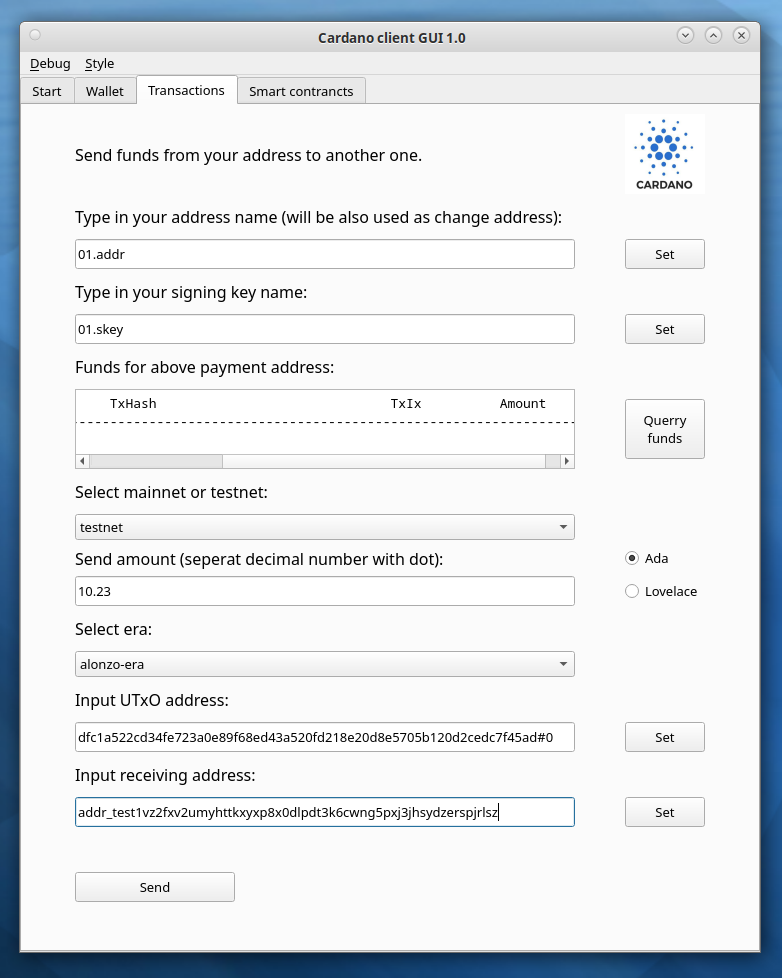 Cardano client GUI 1.0
Debug Style
Start Wallet Transactions Smart contrancts
Send funds from your address to another one.
CARDANO
Type in your address name (will be also used as change address):
01.addr Set
Type in your signing key name:
01.skey Set
Funds for above payment address:
TxHash TxIx Amount
--------------------------------------------------------------
Querry
funds
Select mainnet or testnet:
testnet
Send amount (seperat decimal number with dot): Ada
10.23 Lovelace
Select era:
alonzo-era
Input UTxO address:
dfc1a522cd34fe723a0e89f68ed43a520fd218e20d8e5705b120d2cedc7f45ad#0 Set
Input receiving address:
addr_test1vz2fxv2umyhttkxyxp8x0dlpdt3k6cwng5pxj3jhsydzerspjrlsz Set
Send